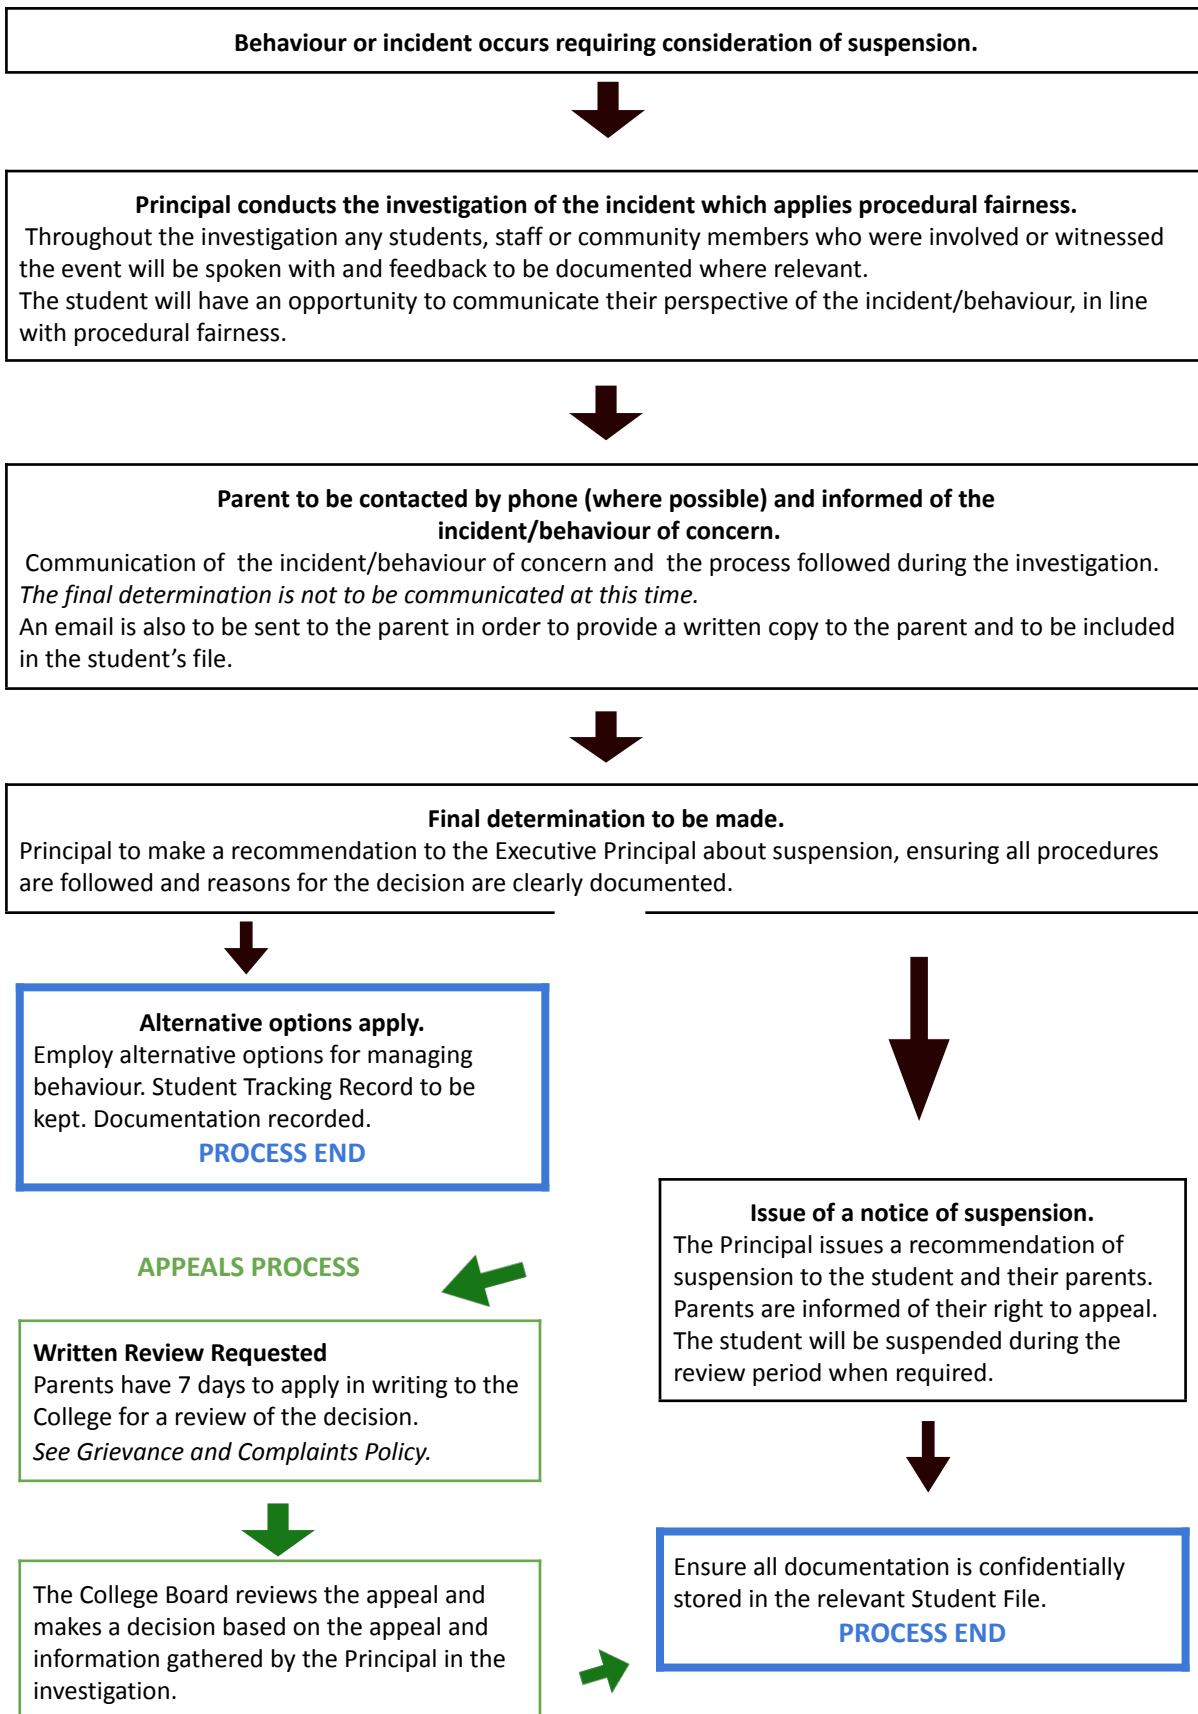 Behaviour or incident occurs requiring consideration of suspension.
Principal conducts the investigation of the incident which applies procedural fairness.
Throughout the investigation any students, staff or community members who were involved or witnessed
the event will be spoken with and feedback to be documented where relevant.
The student will have an opportunity to communicate their perspective of the incident/behaviour, in line
with procedural fairness.
Parent to be contacted by phone (where possible) and informed of the
incident/behaviour of concern.
Communication of the incident/behaviour of concern and the process followed during the investigation.
The final determination is not to be communicated at this time.
An email is also to be sent to the parent in order to provide a written copy to the parent and to be included
in the student's file.
Final determination to be made.
Principal to make a recommendation to the Executive Principal about suspension, ensuring all procedures
are followed and reasons for the decision are clearly documented.
Alternative options apply.
Employ alternative options for managing
behaviour. Student Tracking Record to be
kept. Documentation recorded.
PROCESS END
Issue of a notice of suspension.
The Principal issues a recommendation of
suspension to the student and their parents.
Parents are informed of their right to appeal.
The student will be suspended during the
review period when required.
APPEALS PROCESS
Written Review Requested
Parents have 7 days to apply in writing to the
College for a review of the decision.
See Grievance and Complaints Policy.
The College Board reviews the appeal and
makes a decision based on the appeal and
information gathered by the Principal in the
investigation.
Ensure all documentation is confidentially
stored in the relevant Student File.
PROCESS END